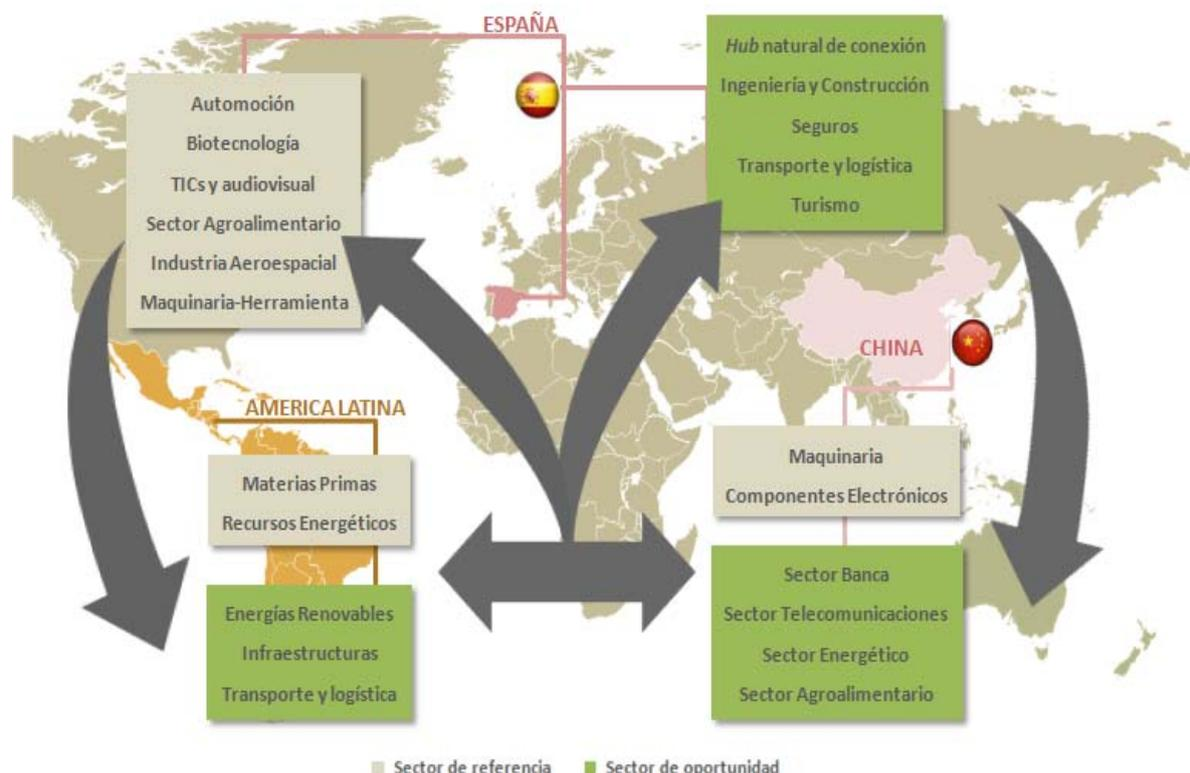 ESPAÑA
Automoción
Biotecnología
TICs y audiovisual
Sector Agroalimentario
Industria Aeroespacial
Maquinaria-Herramienta
Hub natural de conexión
Ingeniería y Construcción
Seguros
Transporte y logística
Turismo
AMERICA LATINA
Materias Primas
Recursos Energéticos
Energías Renovables
Infraestructuras
Transporte y logística
CHINA
Maquinaria
Componentes Electrónicos
Sector Banca
Sector Telecomunicaciones
Sector Energético
Sector Agroalimentario
Sector de referencia
Sector de oportunidad